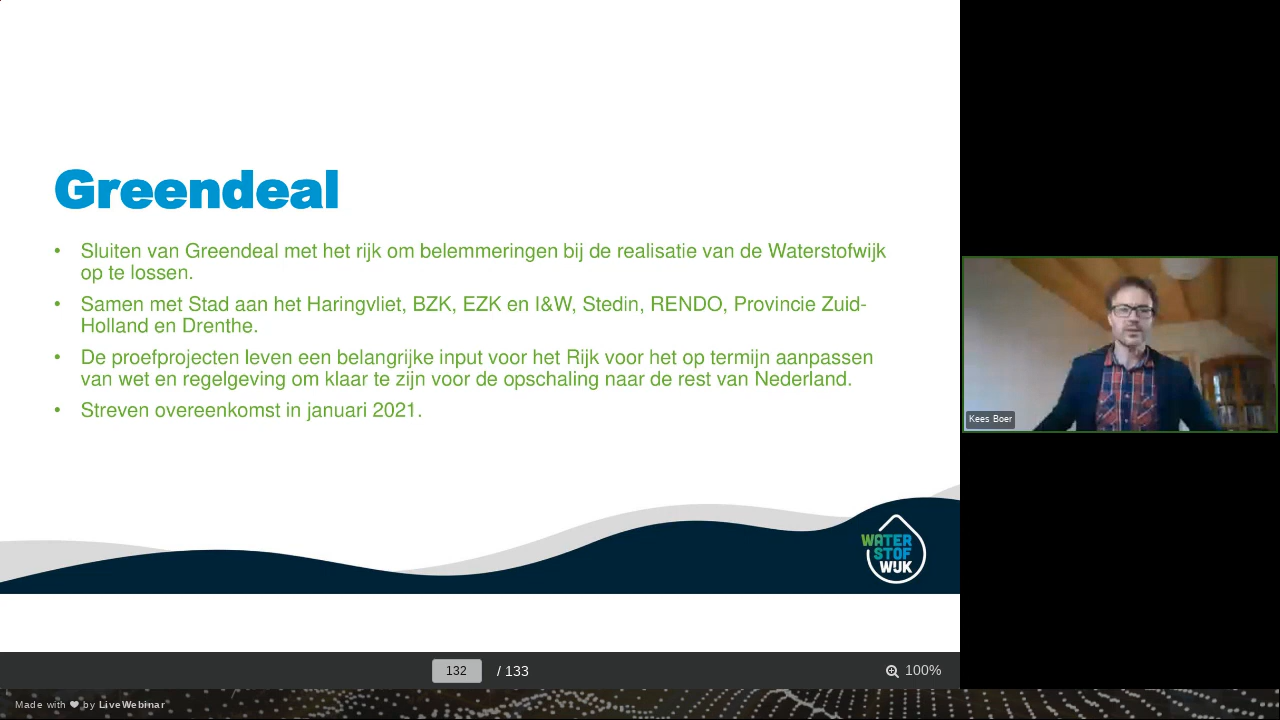 Greendeal
• Sluiten van Greendeal met het rijk om belemmeringen bij de realisatie van de Waterstofwijk
op te lossen.
• Samen met Stad aan het Haringvliet, BZK, EZK en I&W, Stedin, RENDO, Provincie Zuid-
Holland en Drenthe.
• De proefprojecten leven een belangrijke input voor het Rijk voor het op termijn aanpassen
van wet en regelgeving om klaar te zijn voor de opschaling naar de rest van Nederland.
• Streven overeenkomst in januari 2021.
WATER
STOF
WIJK
Kees Boer
132 / 133
100%
Made with ❤ by LiveWebinar